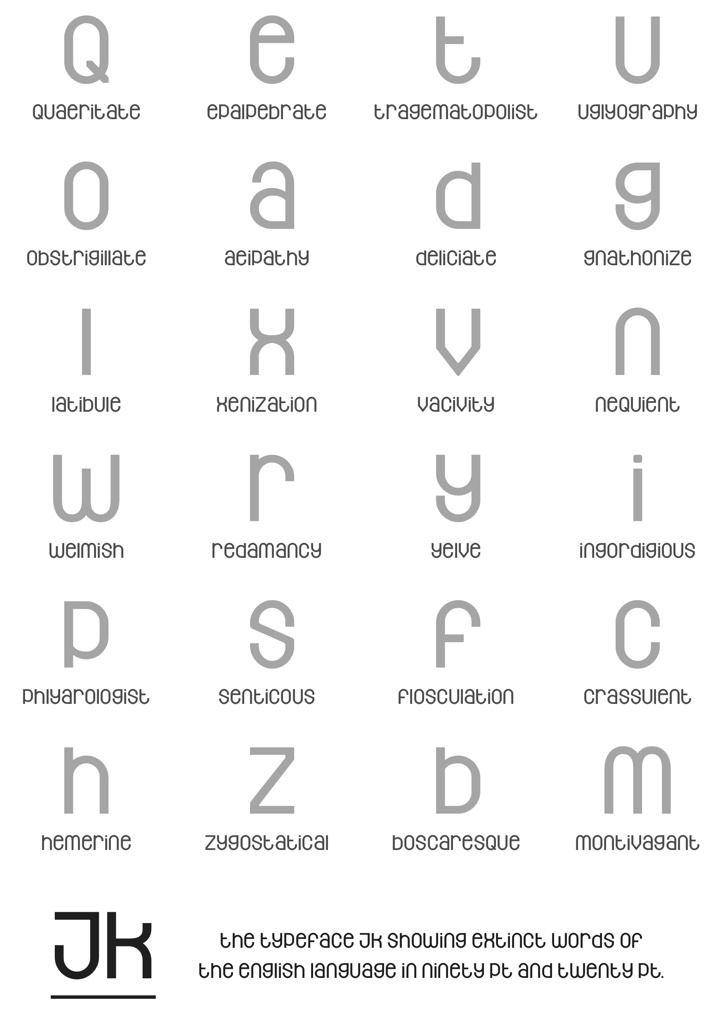 Q e t U
Quaeritate epalpebrate tragematopolist Uglyography
o a d g
obstrigillate aeipathy deliciate gnathonize
l x v n
latibule xenization vacivity nequient
w r y i
welmish redamancy yelve ingordigious
p s f c
phlyarologist senticous flosculation crassulent
h z b m
hemerine zygostatical boscaresque montivagant
Jk
the typeface Jk showing extinct words of
the english language in ninety pt and twenty pt.